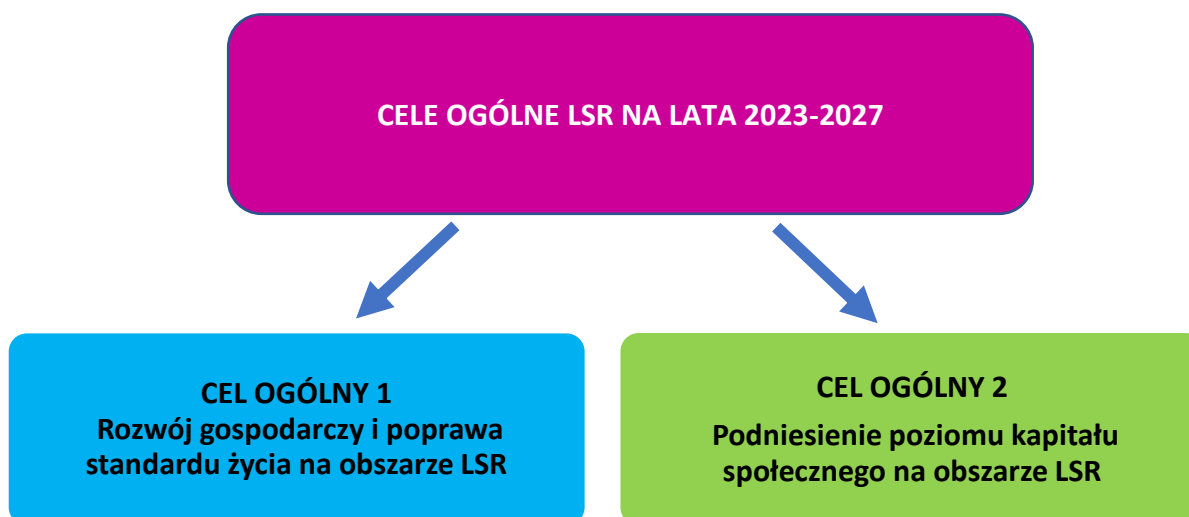 CELE OGÓLNE LSR NA LATA 2023-2027
CEL OGÓLNY 1
Rozwój gospodarczy i poprawa
standardu życia na obszarze LSR
CEL OGÓLNY 2
Podniesienie poziomu kapitału
społecznego na obszarze LSR